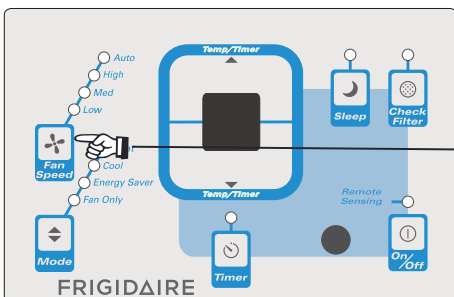 Temp/Timer
Auto
High
Med
Low
Sleep
Check
Filter
Fan
Speed
Cool
Energy Saver
Fan Only
Temp/Timer
Remote
Sensing
Mode
Timer
On/Off
FRIGIDAIRE